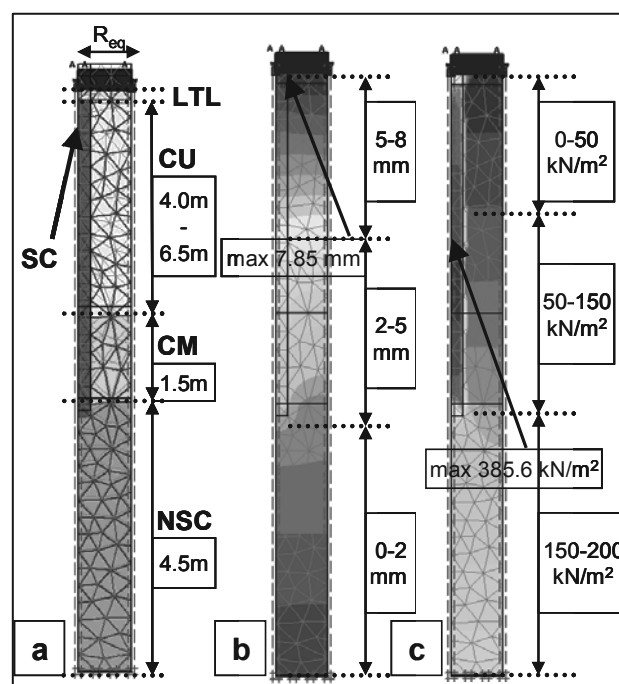 R_eq
A A A
LTL
CU
4.0m
-
6.5m
SC
CM
1.5m
NSC
4.5m
a
A A
5-8
mm
max 7.85 mm
2-5
mm
0-2
mm
b
A A
0-50
kN/m²
50-150
kN/m²
max 385.6 kN/m²
150-200
kN/m²
c